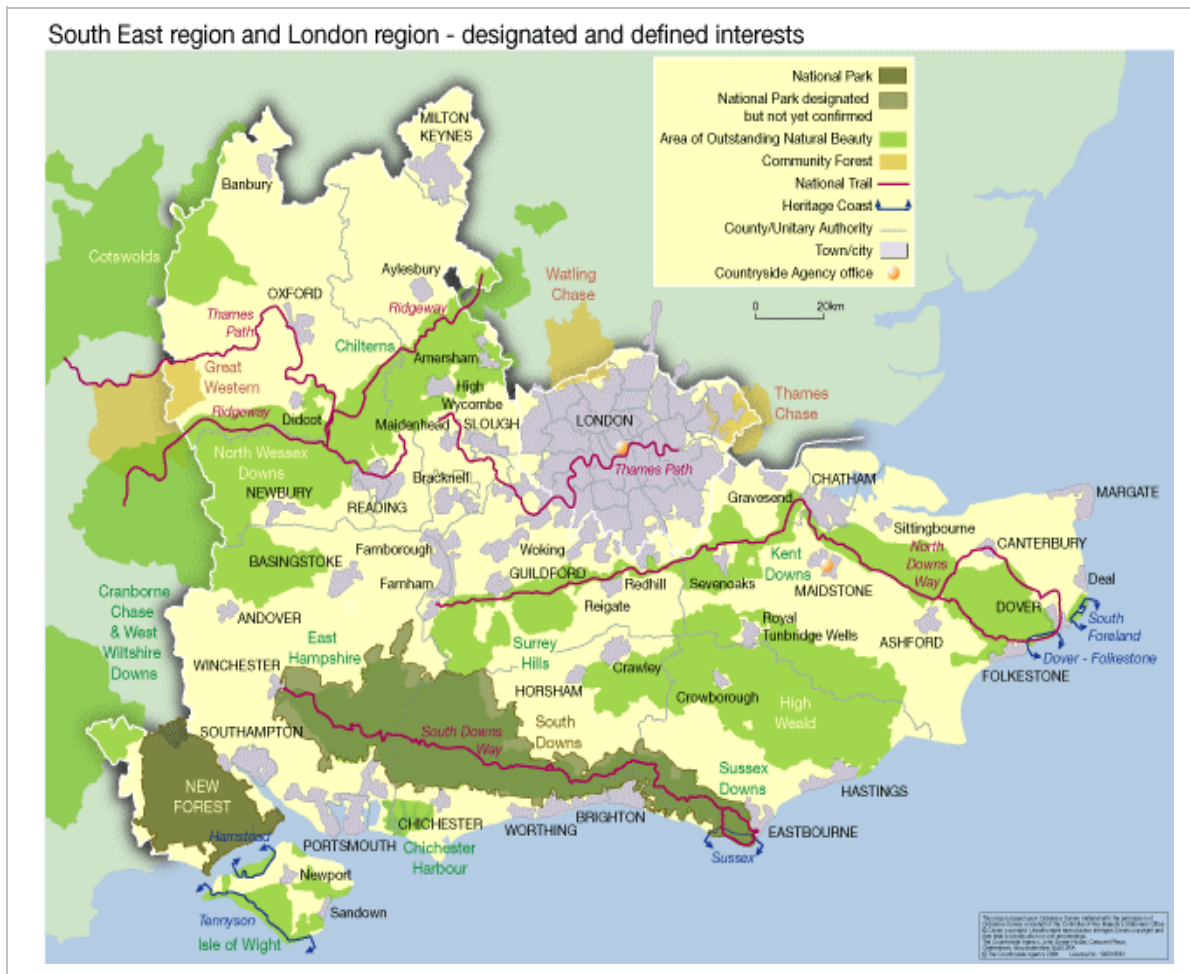 South East region and London region - designated and defined interests
National Park
National Park designated
but not yet confirmed
Area of Outstanding Natural Beauty
Community Forest
National Trail
Heritage Coast
County/Unitary Authority
Town/city
Countryside Agency office
0 20km
MILTON
KEYNES
Banbury
Cotswolds
Aylesbury
Watling
Chase
OXFORD
Thames
Path
Ridgeway
Chilterns
Amersham
Great
Western
High
Wycombe
Thames
Chase
Ridgeway
Didcot
Maidenhead
SLOUGH
LONDON
North Wessex
Downs
Bracknell
Thames Path
CHATHAM
NEWBURY
READING
Gravesend
MARGATE
Sittingbourne
Farnborough
Woking
North
Downs
Way
CANTERBURY
BASINGSTOKE
Kent
Downs
Farnham
GUILDFORD
Redhill
Sevenoaks
MAIDSTONE
Deal
Cranborne
Chase
& West
Wiltshire
Downs
Reigate
DOVER
ANDOVER
Royal
Tunbridge Wells
South
Foreland
East
Hampshire
Surrey
Hills
ASHFORD
Dover - Folkestone
WINCHESTER
Crawley
FOLKESTONE
HORSHAM
Crowborough
High
Weald
SOUTHAMPTON
South Downs
Way
South
Downs
Sussex
Downs
NEW
FOREST
HASTINGS
CHICHESTER
WORTHING
BRIGHTON
EASTBOURNE
Hamstead
PORTSMOUTH
Chichester
Harbour
Sussex
Newport
Tennyson
Sandown
Isle of Wight